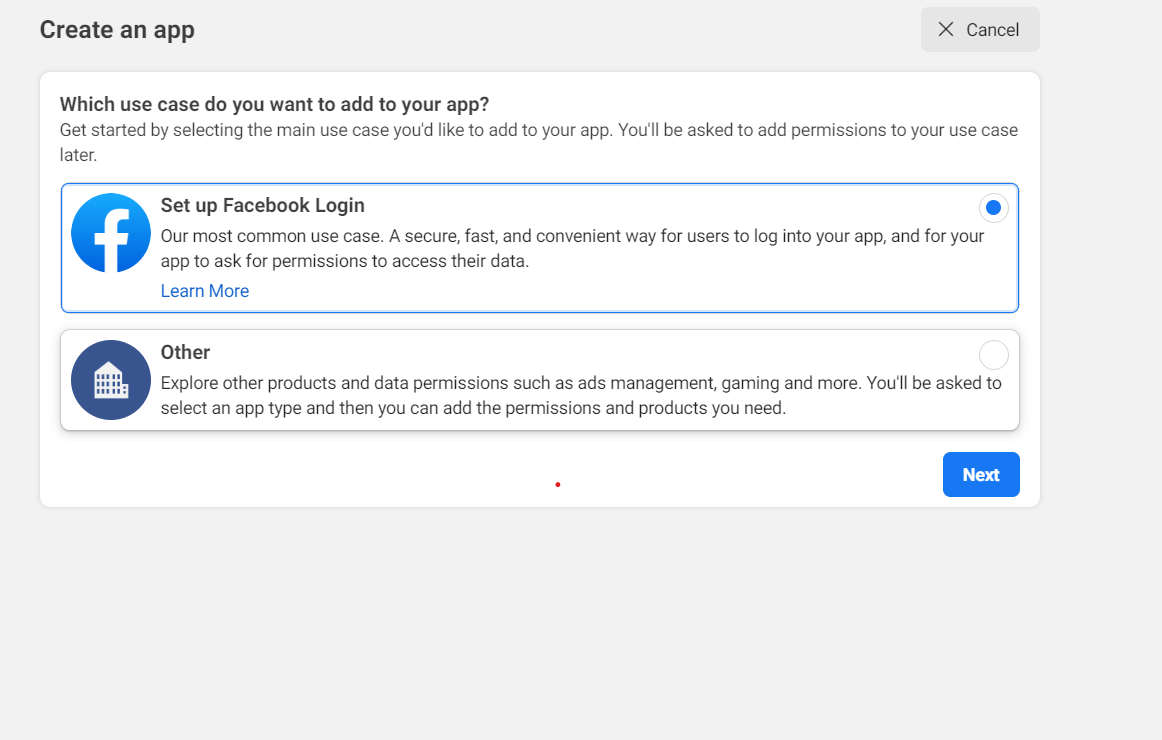 Create an app
Cancel
Which use case do you want to add to your app?
Get started by selecting the main use case you'd like to add to your app. You'll be asked to add permissions to your use case
later.
Set up Facebook Login
Our most common use case. A secure, fast, and convenient way for users to log into your app, and for your
app to ask for permissions to access their data.
Learn More
Other
Explore other products and data permissions such as ads management, gaming and more. You'll be asked to
select an app type and then you can add the permissions and products you need.
Next